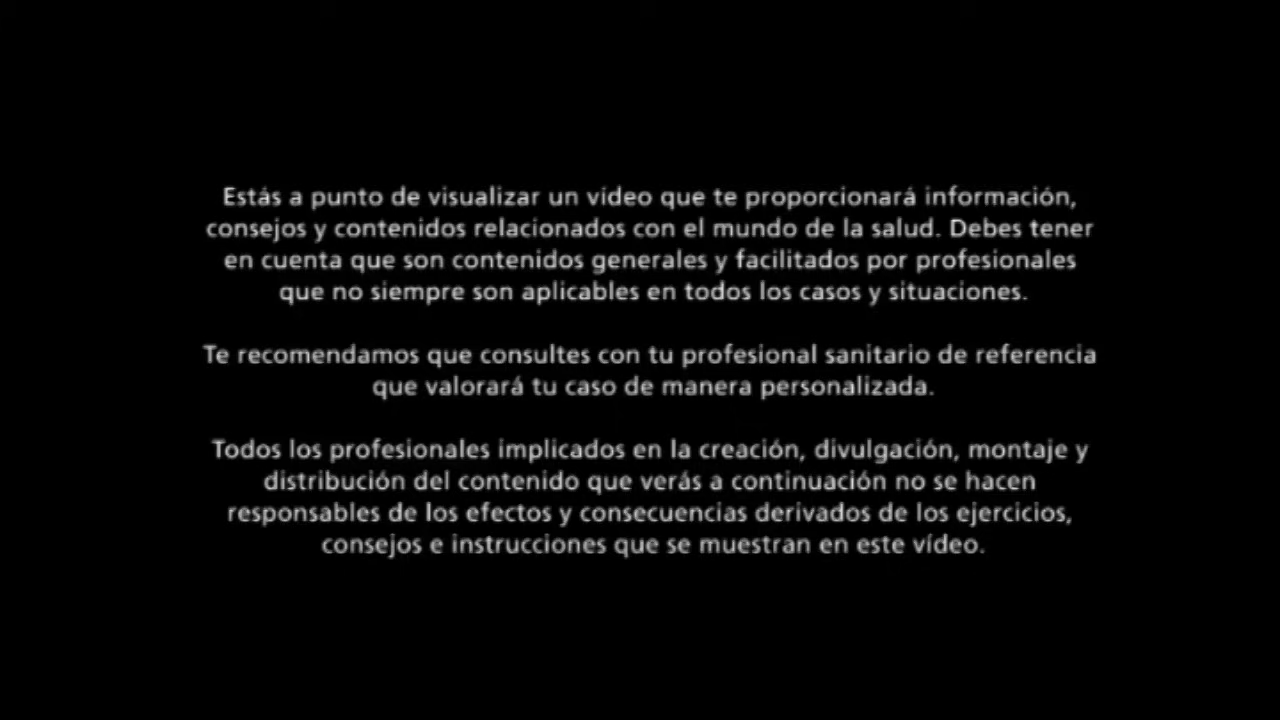 Estás a punto de visualizar un vídeo que te proporcionará información,
consejos y contenidos relacionados con el mundo de la salud. Debes tener
en cuenta que son contenidos generales y facilitados por profesionales
que no siempre son aplicables en todos los casos y situaciones.
Te recomendamos que consultes con tu profesional sanitario de referencia
que valorará tu caso de manera personalizada.
Todos los profesionales implicados en la creación, divulgación, montaje y
distribución del contenido que verás a continuación no se hacen
responsables de los efectos y consecuencias derivados de los ejercicios,
consejos e instrucciones que se muestran en este vídeo.